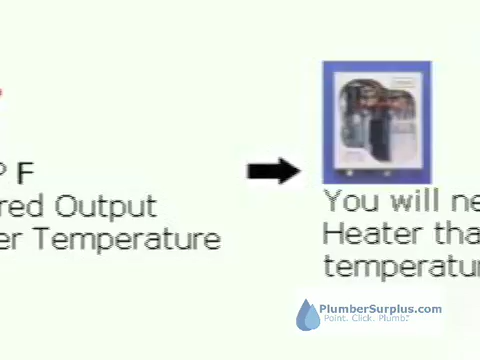 ° F
red Output
er Temperature
You will ne
Heater tha
temperatur
PlumberSurplus.com
Point. Click. Plumb.